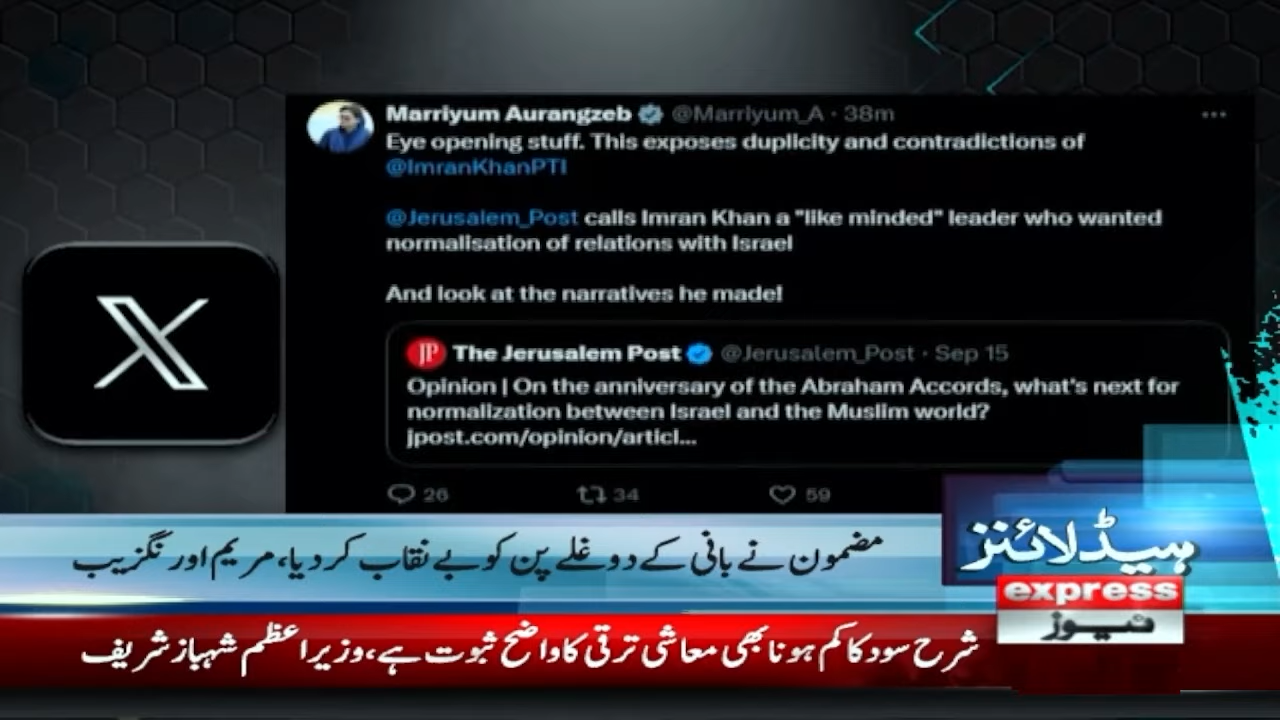 Marriyum Aurangzeb @Marriyum_A · 38m
Eye opening stuff. This exposes duplicity and contradictions of
@ImranKhanPTI
@Jerusalem_Post calls Imran Khan a "like minded" leader who wanted
normalisation of relations with Israel
And look at the narratives he made!
JP The Jerusalem Post @Jerusalem_Post · Sep 15
Opinion | On the anniversary of the Abraham Accords, what's next for
normalization between Israel and the Muslim world?
jpost.com/opinion/articl...
26 34 59
مضمون نے بانی کے دوغلے پن کو بے نقاب کر دیا، مریم اورنگزیب
ہیڈلائنز
express
نیوز
شرح سود کا کم ہونا بھی معاشی ترقی کا واضح ثبوت ہے، وزیراعظم شہباز شریف